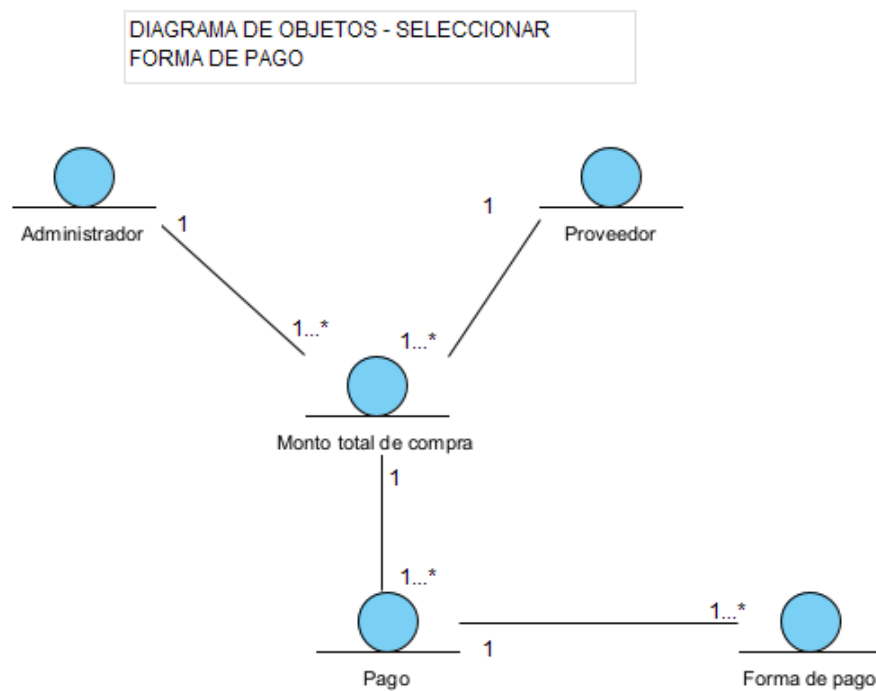 DIAGRAMA DE OBJETOS - SELECCIONAR
FORMA DE PAGO
Administrador
Proveedor
1
1
1...*
1...*
Monto total de compra
1
1...*
1...*
1
Pago
Forma de pago